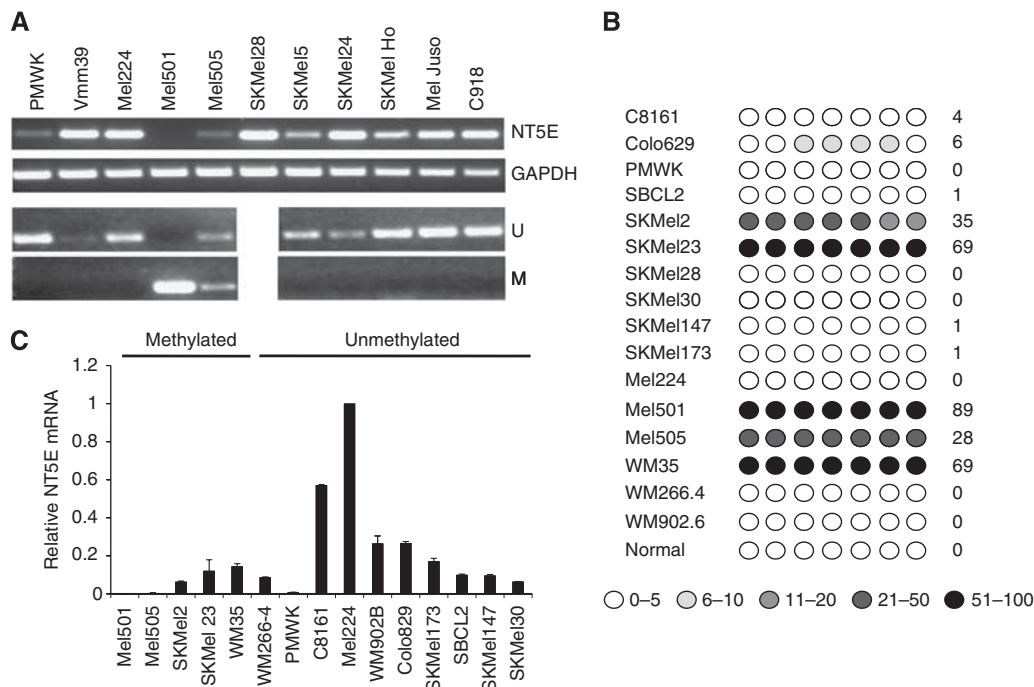 A
PMWK
Vmm39
Mel224
Mel501
Mel505
SKMel28
SKMel5
SKMel24
SKMel Ho
Mel Juso
C918
NT5E
GAPDH
U
M
B
C8161 4
Colo629 6
PMWK 0
SBCL2 1
SKMel2 35
SKMel23 69
SKMel28 0
SKMel30 0
SKMel147 1
SKMel173 1
Mel224 0
Mel501 89
Mel505 28
WM35 69
WM266.4 0
WM902.6 0
Normal 0
0–5 6–10 11–20 21–50 51–100
C
Methylated Unmethylated
Relative NT5E mRNA
1.2
1
0.8
0.6
0.4
0.2
0
Mel501
Mel505
SKMel2
SKMel 23
WM35
WM266-4
PMWK
C8161
Mel224
WM902B
Colo829
SKMel173
SBCL2
SKMel147
SKMel30